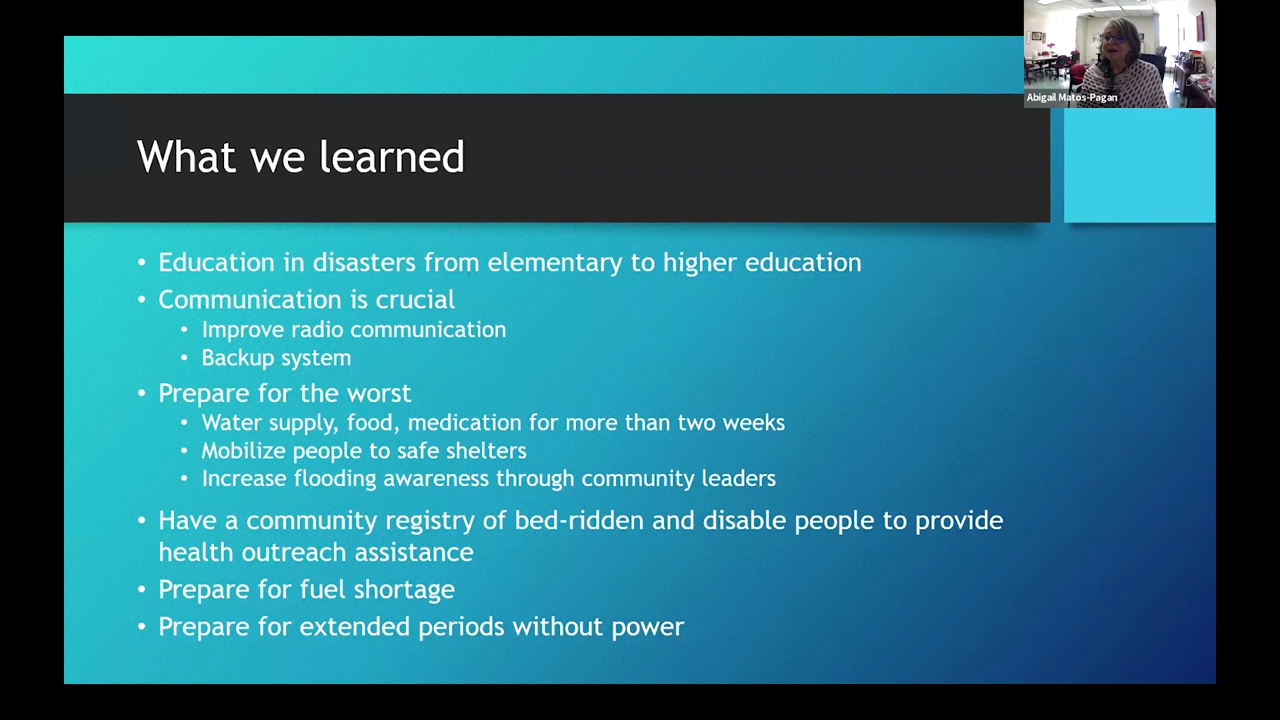 Abigail Matos-Pagan
What we learned
• Education in disasters from elementary to higher education
• Communication is crucial
• Improve radio communication
• Backup system
• Prepare for the worst
• Water supply, food, medication for more than two weeks
• Mobilize people to safe shelters
• Increase flooding awareness through community leaders
• Have a community registry of bed-ridden and disable people to provide
health outreach assistance
• Prepare for fuel shortage
• Prepare for extended periods without power